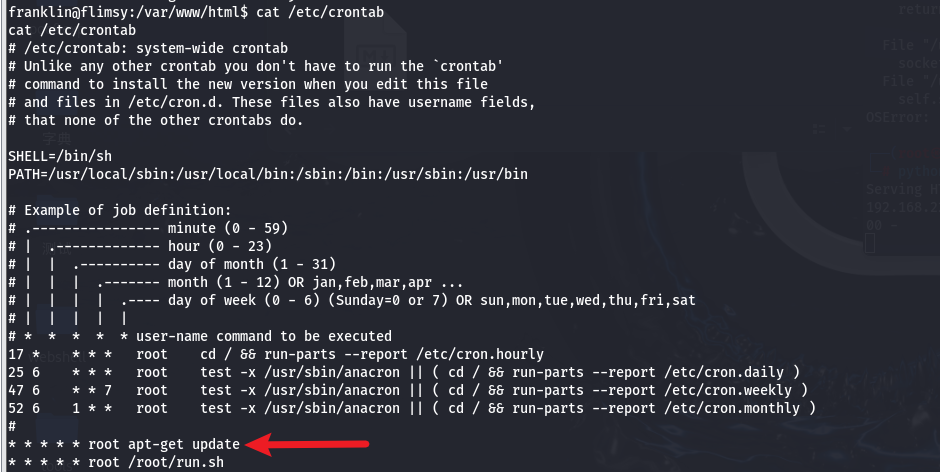 franklin@flimsy:/var/www/html$ cat /etc/crontab
cat /etc/crontab
# /etc/crontab: system-wide crontab
# Unlike any other crontab you don't have to run the `crontab'
# command to install the new version when you edit this file
# and files in /etc/cron.d. These files also have username fields,
# that none of the other crontabs do.
SHELL=/bin/sh
PATH=/usr/local/sbin:/usr/local/bin:/sbin:/bin:/usr/sbin:/usr/bin
# Example of job definition:
# .---------------- minute (0 - 59)
# |  .------------- hour (0 - 23)
# |  |  .---------- day of month (1 - 31)
# |  |  |  .------- month (1 - 12) OR jan,feb,mar,apr ...
# |  |  |  |  .---- day of week (0 - 6) (Sunday=0 or 7) OR sun,mon,tue,wed,thu,fri,sat
# |  |  |  |  |
# *  *  *  *  * user-name command to be executed
17 *    * * *   root    cd / && run-parts --report /etc/cron.hourly
25 6    * * *   root    test -x /usr/sbin/anacron || ( cd / && run-parts --report /etc/cron.daily )
47 6    * * 7   root    test -x /usr/sbin/anacron || ( cd / && run-parts --report /etc/cron.weekly )
52 6    1 * *   root    test -x /usr/sbin/anacron || ( cd / && run-parts --report /etc/cron.monthly )
#
* * * * * root apt-get update
* * * * * root /root/run.sh
return
File "/
socke
File "/
self.
OSError:
python
Serving H
192.168.2